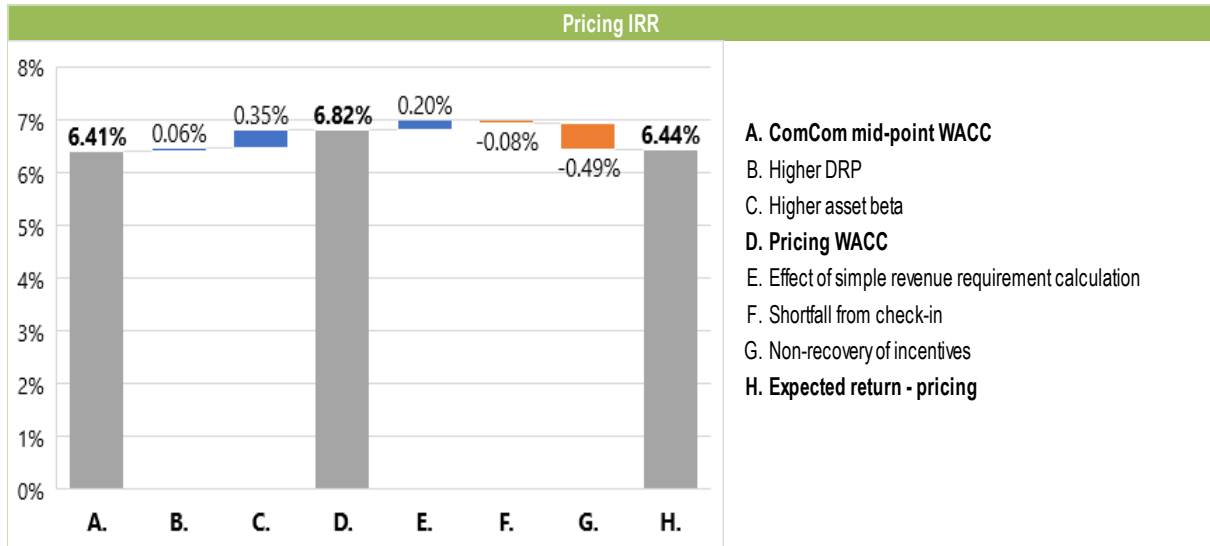 Pricing IRR
8%
7%
6%
5%
4%
3%
2%
1%
0%
6.41%
0.06%
0.35%
6.82%
0.20%
-0.08%
-0.49%
6.44%
A. B. C. D. E. F. G. H.
A. ComCom mid-point WACC
B. Higher DRP
C. Higher asset beta
D. Pricing WACC
E. Effect of simple revenue requirement calculation
F. Shortfall from check-in
G. Non-recovery of incentives
H. Expected return - pricing